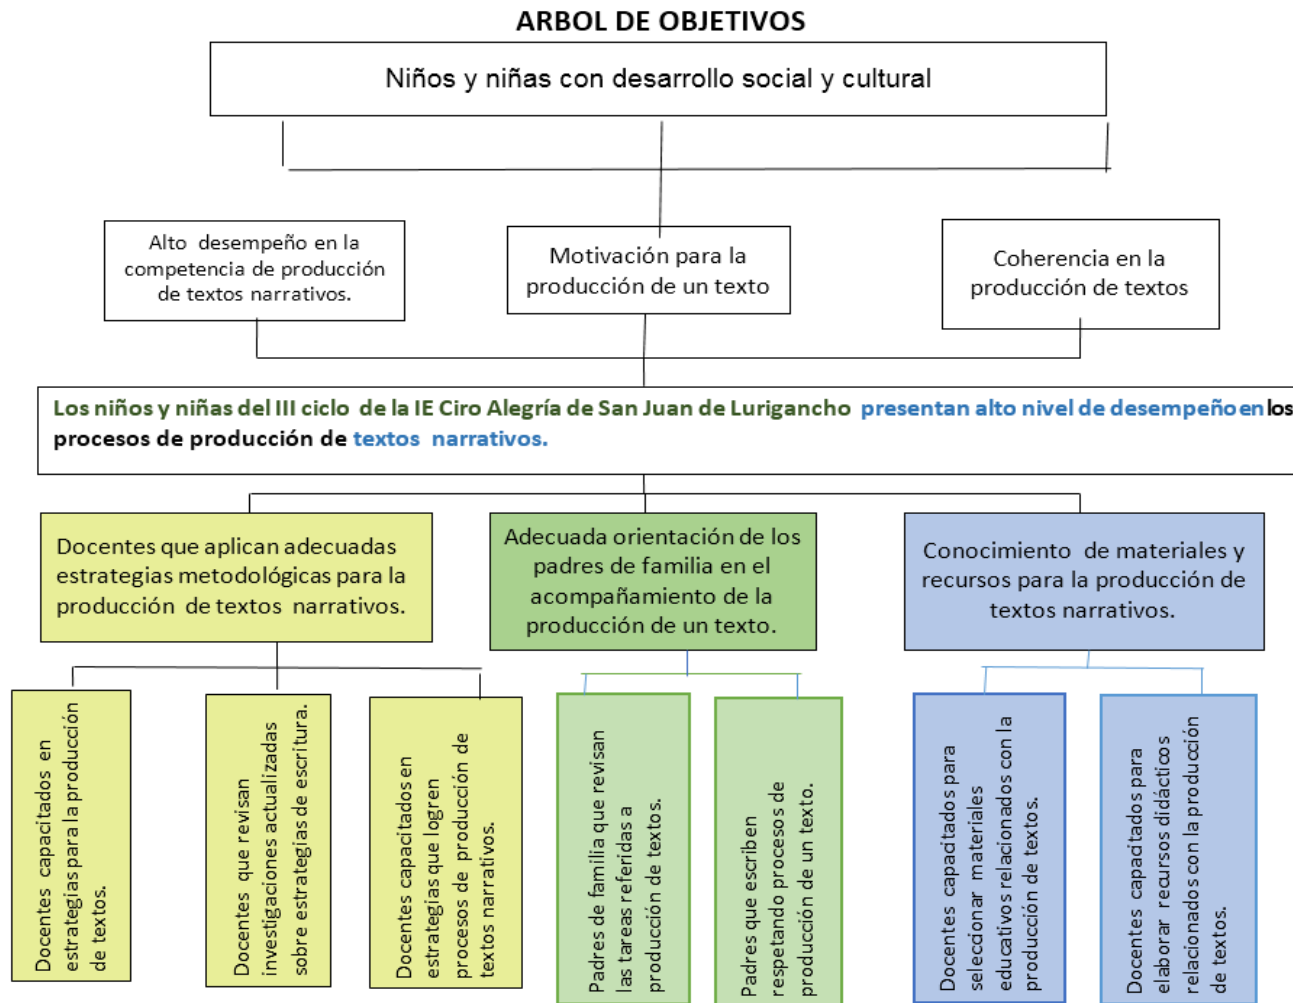 ARBOL DE OBJETIVOS
Niños y niñas con desarrollo social y cultural
Alto desempeño en la
competencia de producción
de textos narrativos.
Motivación para la
producción de un texto
Coherencia en la
producción de textos
Los niños y niñas del III ciclo de la IE Ciro Alegría de San Juan de Lurigancho presentan alto nivel de desempeño en los
procesos de producción de textos narrativos.
Docentes que aplican adecuadas
estrategias metodológicas para la
producción de textos narrativos.
Adecuada orientación de los
padres de familia en el
acompañamiento de la
producción de un texto.
Conocimiento de materiales y
recursos para la producción de
textos narrativos.
Docentes capacitados en
estrategias para la producción
de textos.
Docentes que revisan
investigaciones actualizadas
sobre estrategias de escritura.
Docentes capacitados en
estrategias que logren
procesos de producción de
textos narrativos.
Padres de familia que revisan
las tareas referidas a
producción de textos.
Padres que escriben
respetando procesos de
producción de un texto.
Docentes capacitados para
seleccionar materiales
educativos relacionados con la
producción de textos.
Docentes capacitados para
elaborar recursos didácticos
relacionados con la producción
de textos.